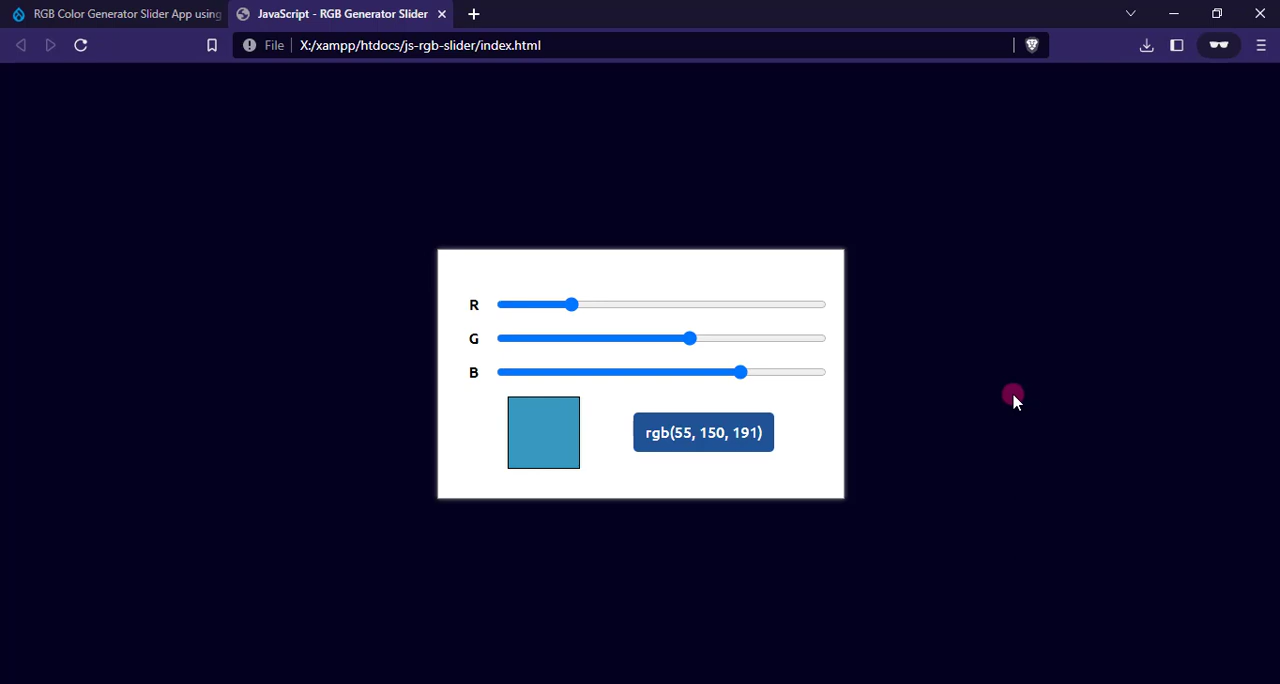 RGB Color Generator Slider App using
JavaScript - RGB Generator Slider
File
X:/xampp/htdocs/js-rgb-slider/index.html
R
G
B
rgb(55, 150, 191)